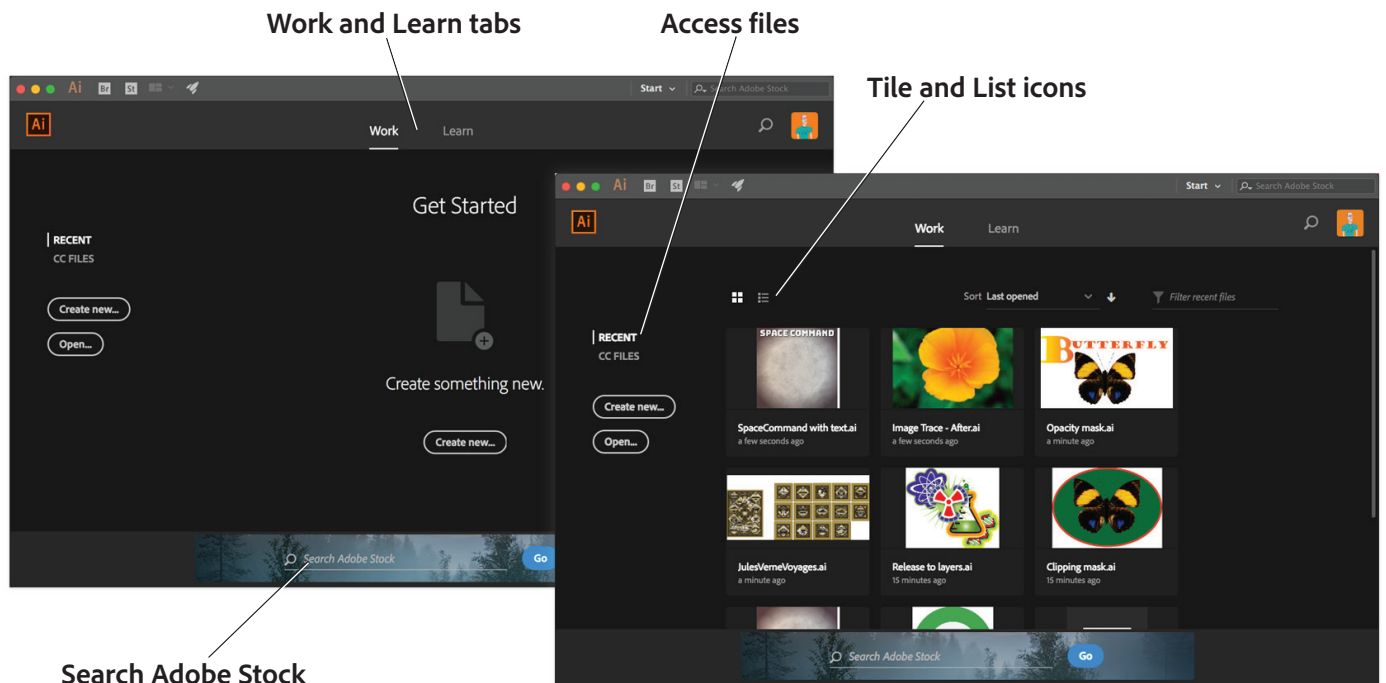 Work and Learn tabs
Access files
Tile and List icons
Ai Br St
Start
Search Adobe Stock
Ai
Work Learn
Get Started
RECENT
CC FILES
Create new...
Open...
Create something new.
Create new...
Search Adobe Stock
Go
Search Adobe Stock
Ai Br St
Start
Search Adobe Stock
Ai
Work Learn
Sort Last opened
Filter recent files
RECENT
CC FILES
Create new...
Open...
SPACE COMMAND
BUTTERFLY
SpaceCommand with text.ai
a few seconds ago
Image Trace - After.ai
a few seconds ago
Opacity mask.ai
a minute ago
JulesVerneVoyages.ai
a minute ago
Release to layers.ai
15 minutes ago
Clipping mask.ai
15 minutes ago
Search Adobe Stock
Go